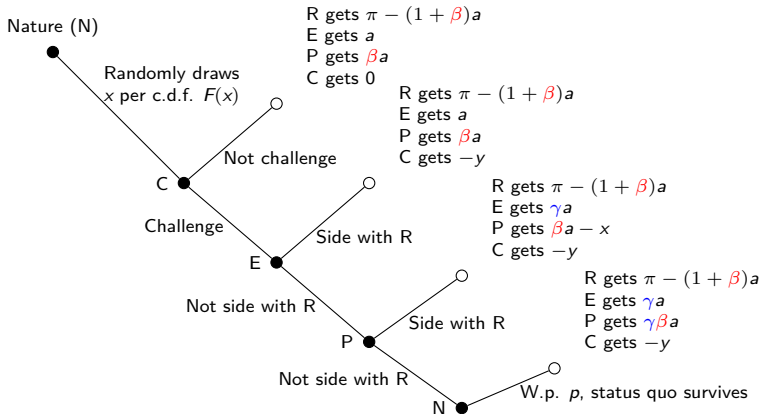 Nature (N)
Randomly draws
x per c.d.f. F(x)
R gets π − (1 + β)a
E gets a
P gets βa
C gets 0
Not challenge
C
Challenge
R gets π − (1 + β)a
E gets a
P gets βa
C gets −y
Side with R
E
Not side with R
R gets π − (1 + β)a
E gets γa
P gets βa − x
C gets −y
Side with R
P
Not side with R
R gets π − (1 + β)a
E gets γa
P gets γβa
C gets −y
W.p. p, status quo survives
N